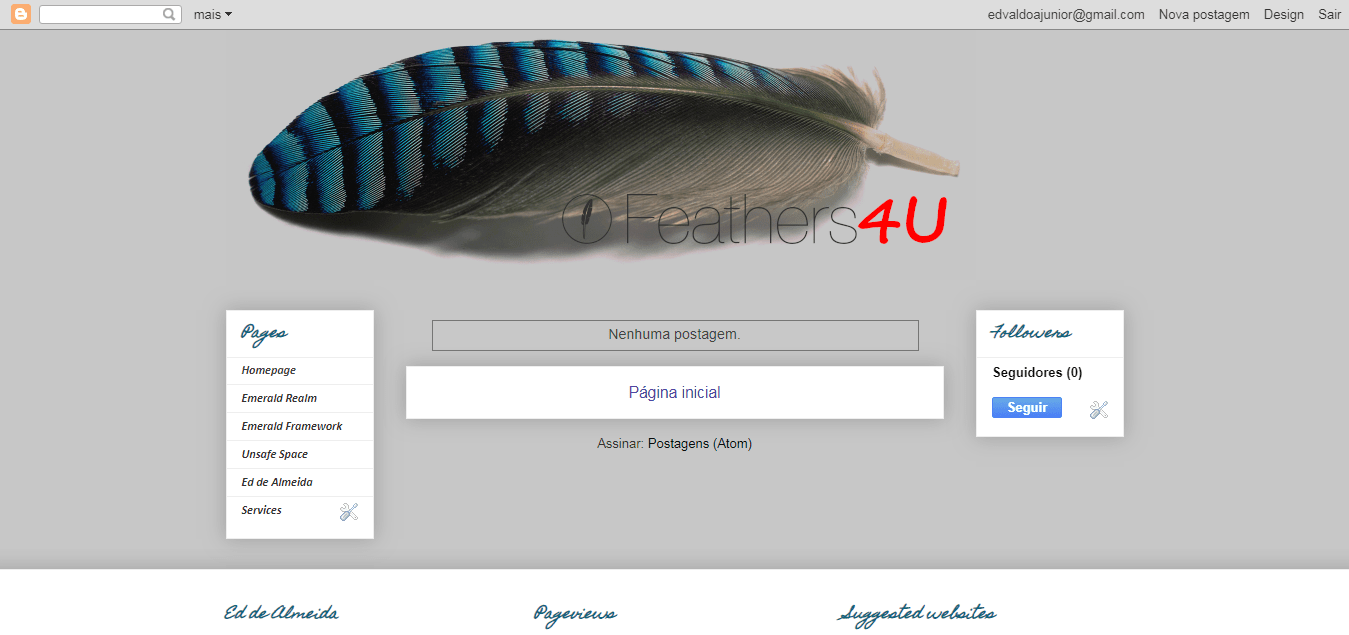 mais
edvaldoajunior@gmail.com Nova postagem Design Sair
Feathers4U
Pages
Homepage
Emerald Realm
Emerald Framework
Unsafe Space
Ed de Almeida
Services
Nenhuma postagem.
Página inicial
Assinar: Postagens (Atom)
Followers
Seguidores (0)
Seguir
Ed de Almeida
Pageviews
Suggested websites